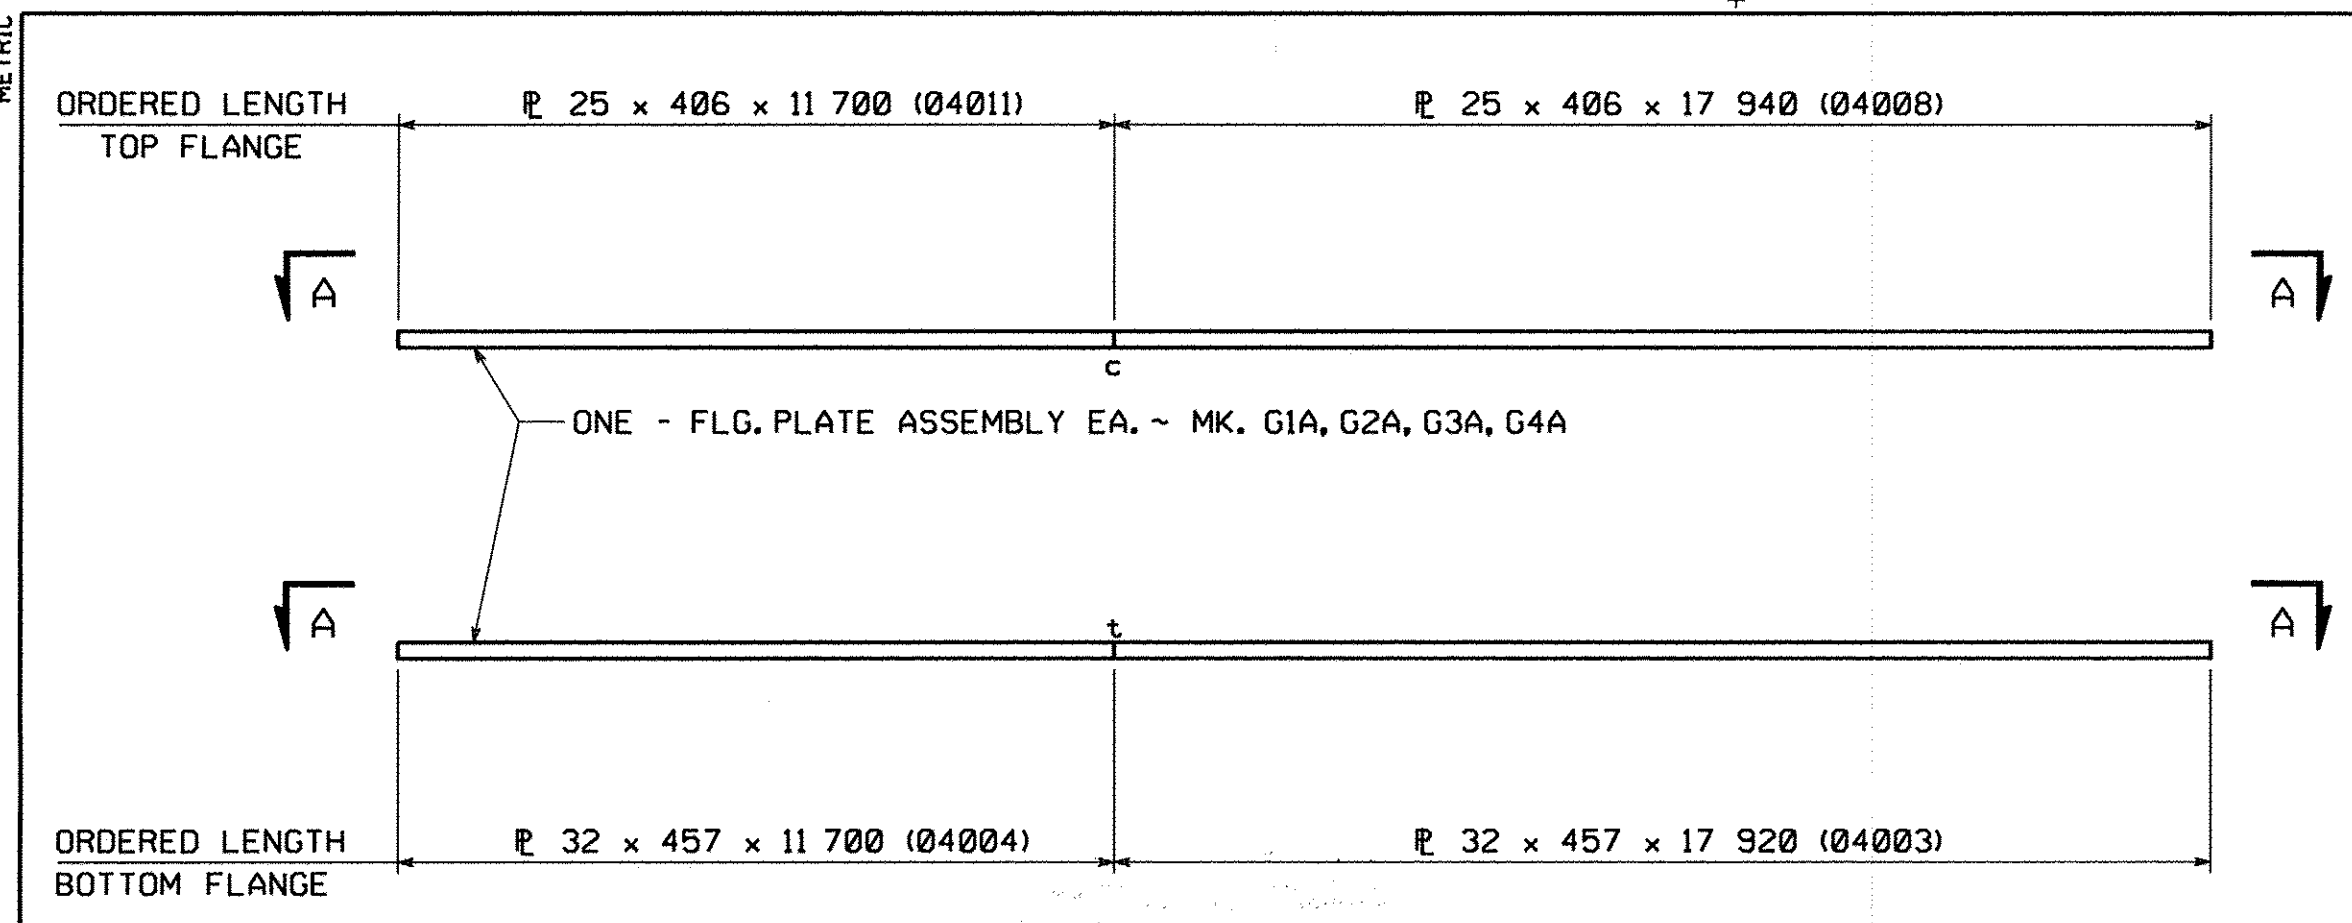 METRIC
ORDERED LENGTH
TOP FLANGE
℄ 25 x 406 x 11 700 (04011)
℄ 25 x 406 x 17 940 (04008)
A
A
c
ONE - FLG. PLATE ASSEMBLY EA. ~ MK. G1A, G2A, G3A, G4A
A
A
t
ORDERED LENGTH
BOTTOM FLANGE
℄ 32 x 457 x 11 700 (04004)
℄ 32 x 457 x 17 920 (04003)